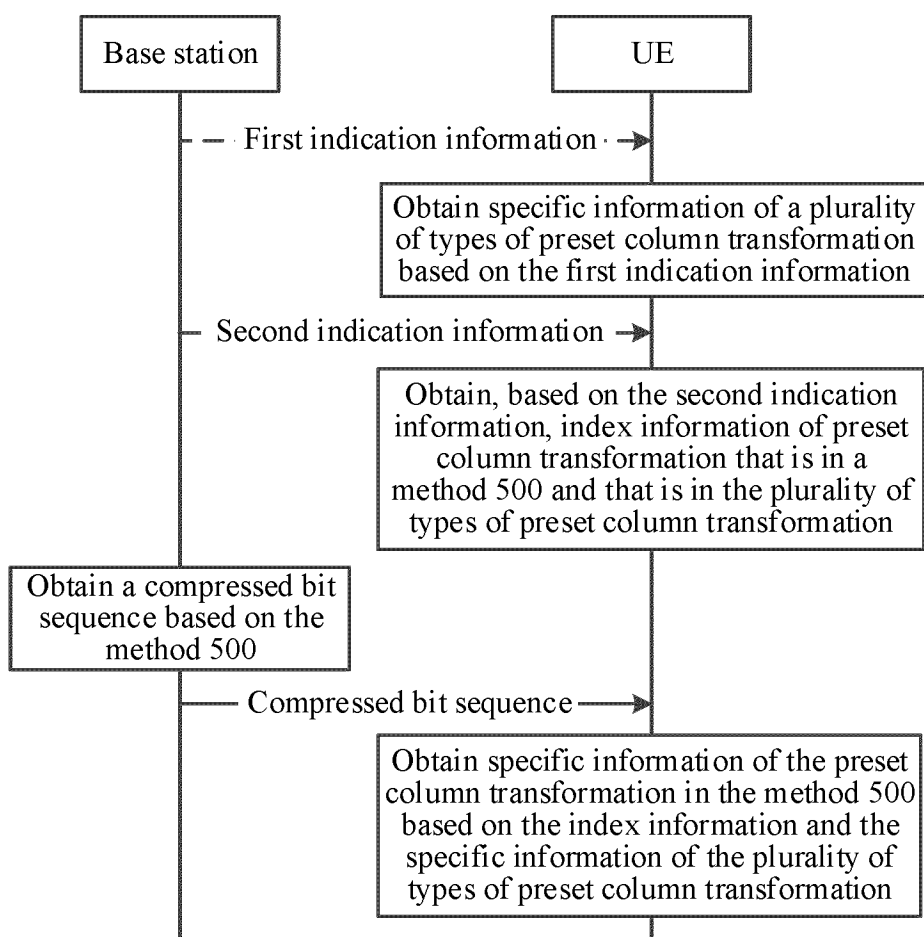 Base station
UE
First indication information
Obtain specific information of a plurality
of types of preset column transformation
based on the first indication information
Second indication information
Obtain, based on the second indication
information, index information of preset
column transformation that is in a
method 500 and that is in the plurality of
types of preset column transformation
Obtain a compressed bit
sequence based on the
method 500
Compressed bit sequence
Obtain specific information of the preset
column transformation in the method 500
based on the index information and the
specific information of the plurality of
types of preset column transformation